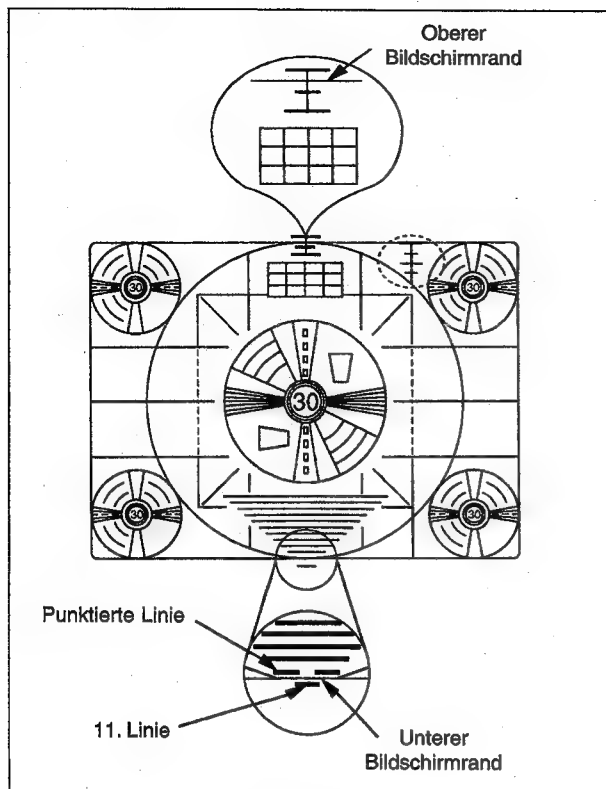 Oberer
Bildschirmrand
30
30
30
30
30
Punktierte Linie
11. Linie
Unterer
Bildschirmrand